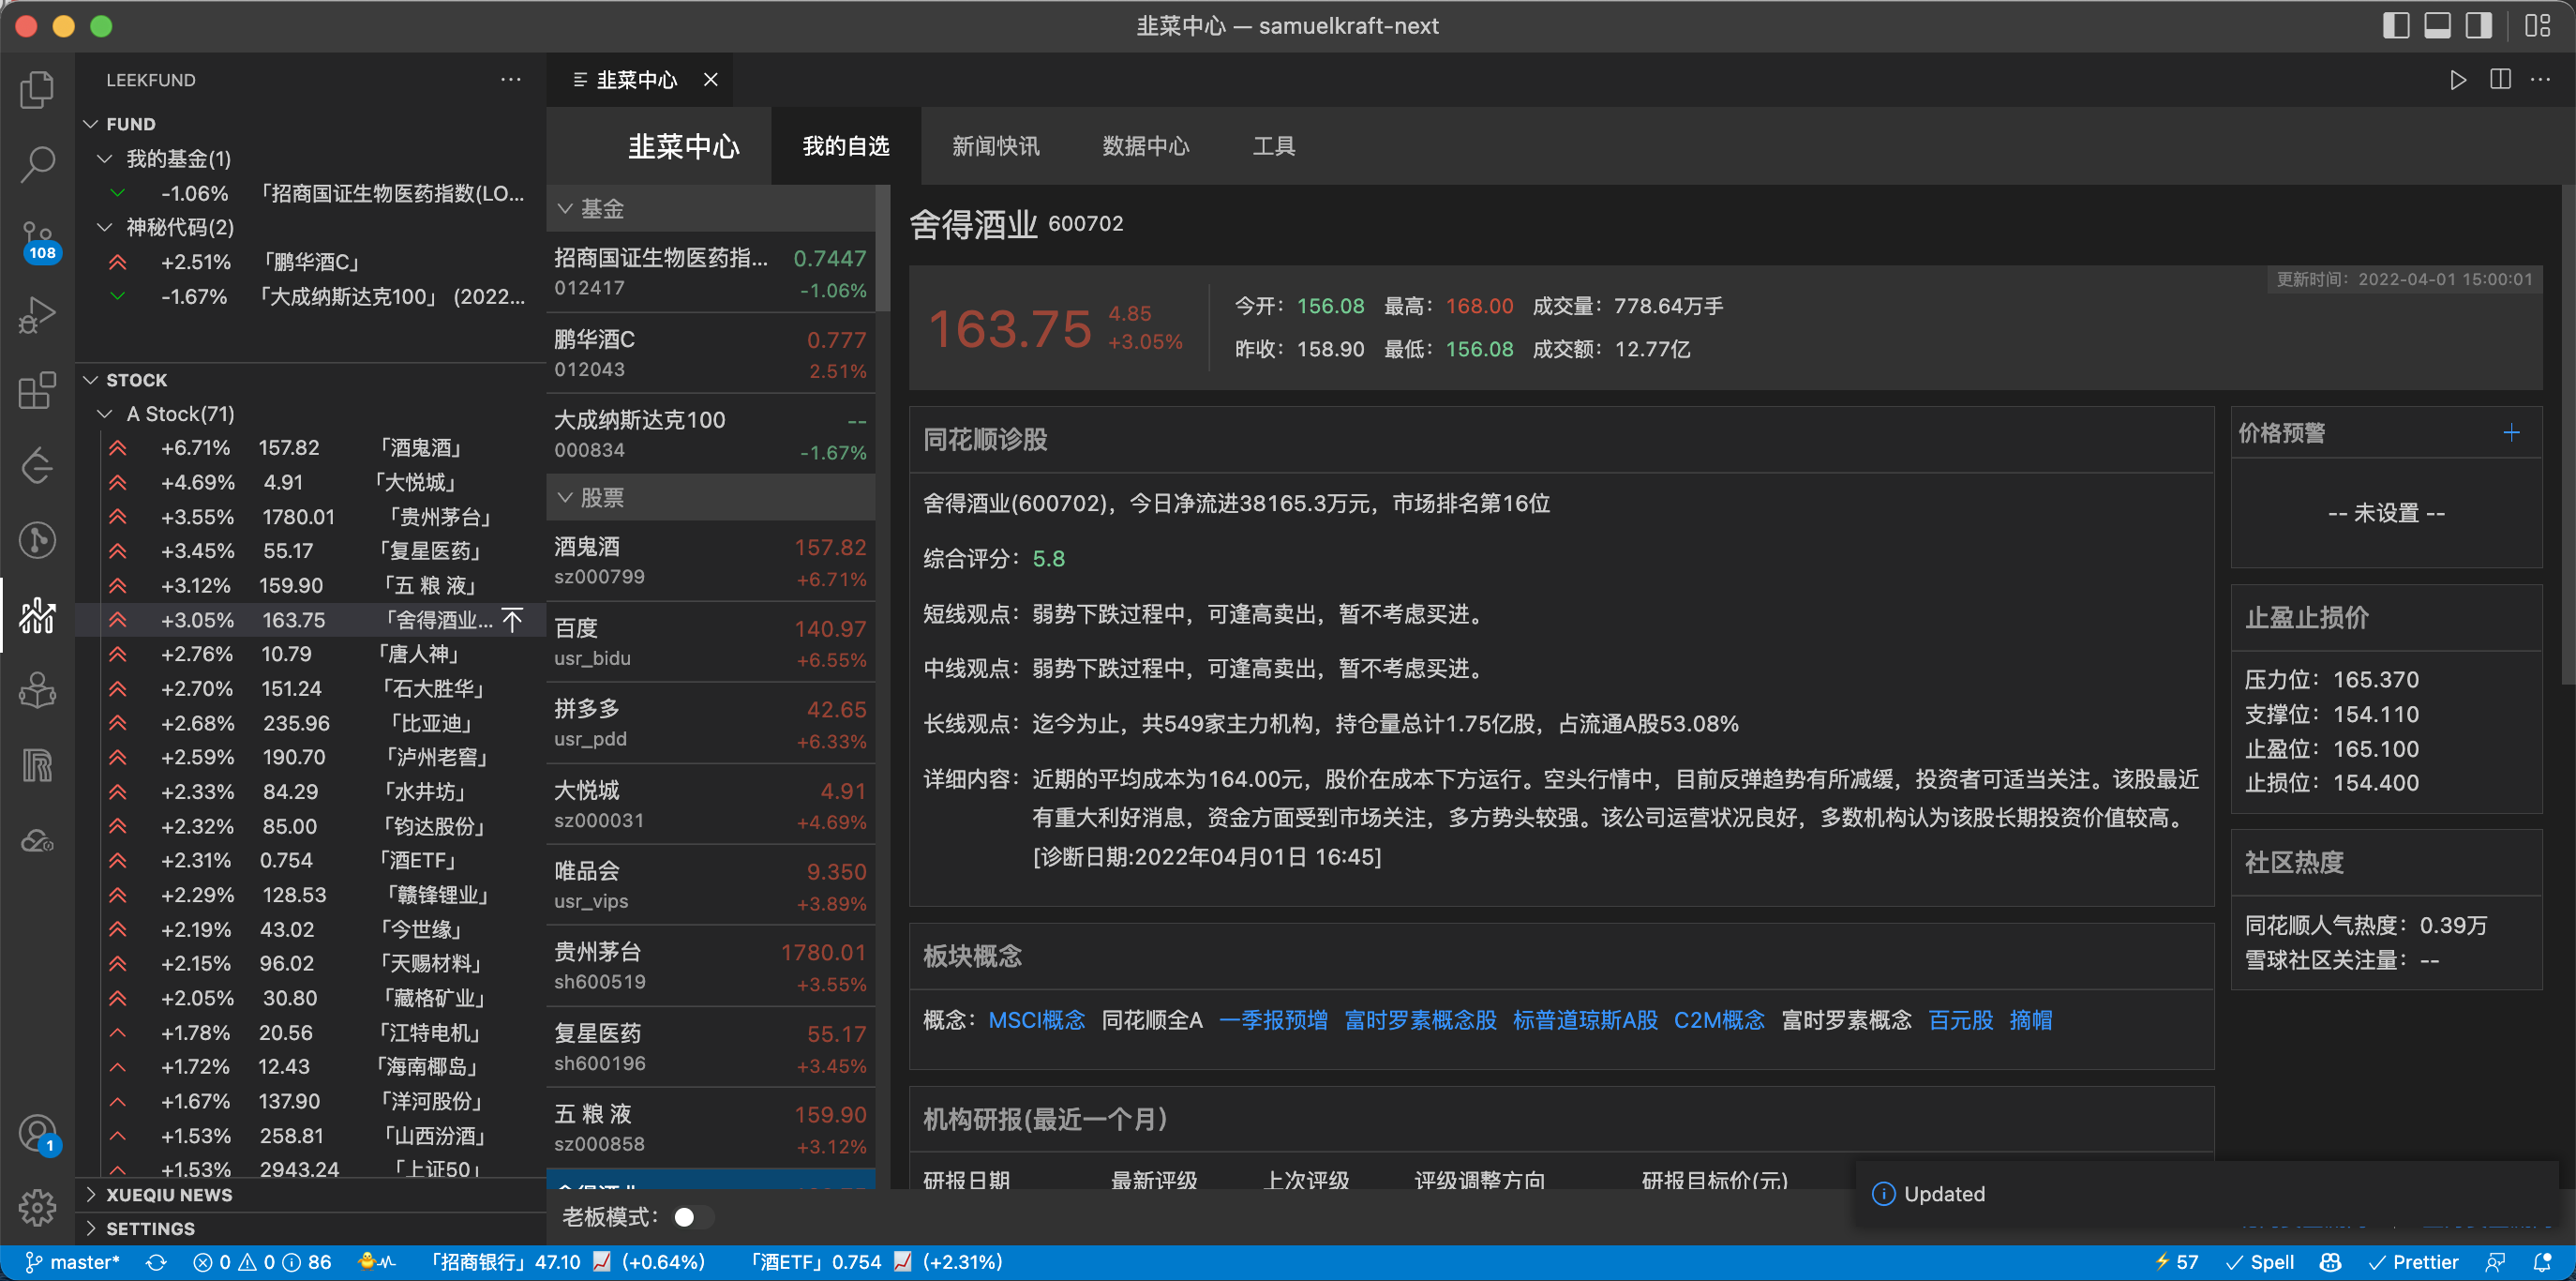 韭菜中心 — samuelkraft-next
LEEKFUND
FUND
我的基金(1)
-1.06% 「招商国证生物医药指数(LO...
神秘代码(2)
+2.51% 「鹏华酒C」
-1.67% 「大成纳斯达克100」 (2022...
STOCK
A Stock(71)
+6.71% 157.82 「酒鬼酒」
+4.69% 4.91 「大悦城」
+3.55% 1780.01 「贵州茅台」
+3.45% 55.17 「复星医药」
+3.12% 159.90 「五 粮 液」
+3.05% 163.75 「舍得酒业...
+2.76% 10.79 「唐人神」
+2.70% 151.24 「石大胜华」
+2.68% 235.96 「比亚迪」
+2.59% 190.70 「泸州老窖」
+2.33% 84.29 「水井坊」
+2.32% 85.00 「钧达股份」
+2.31% 0.754 「酒ETF」
+2.29% 128.53 「赣锋锂业」
+2.19% 43.02 「今世缘」
+2.15% 96.02 「天赐材料」
+2.05% 30.80 「藏格矿业」
+1.78% 20.56 「江特电机」
+1.72% 12.43 「海南椰岛」
+1.67% 137.90 「洋河股份」
+1.53% 258.81 「山西汾酒」
+1.53% 2943.24 「上证50」
XUEQIU NEWS
SETTINGS
108
1
韭菜中心
韭菜中心 我的自选 新闻快讯 数据中心 工具
基金
招商国证生物医药指... 0.7447
012417 -1.06%
鹏华酒C 0.777
012043 2.51%
大成纳斯达克100 --
000834 -1.67%
股票
酒鬼酒 157.82
sz000799 +6.71%
百度 140.97
usr_bidu +6.55%
拼多多 42.65
usr_pdd +6.33%
大悦城 4.91
sz000031 +4.69%
唯品会 9.350
usr_vips +3.89%
贵州茅台 1780.01
sh600519 +3.55%
复星医药 55.17
sh600196 +3.45%
五 粮 液 159.90
sz000858 +3.12%
老板模式：
舍得酒业 600702
更新时间：2022-04-01 15:00:01
163.75 4.85
+3.05%
今开：156.08 最高：168.00 成交量：778.64万手
昨收：158.90 最低：156.08 成交额：12.77亿
同花顺诊股
舍得酒业(600702)，今日净流进38165.3万元，市场排名第16位
综合评分：5.8
短线观点：弱势下跌过程中，可逢高卖出，暂不考虑买进。
中线观点：弱势下跌过程中，可逢高卖出，暂不考虑买进。
长线观点：迄今为止，共549家主力机构，持仓量总计1.75亿股，占流通A股53.08%
详细内容：近期的平均成本为164.00元，股价在成本下方运行。空头行情中，目前反弹趋势有所减缓，投资者可适当关注。该股最近
有重大利好消息，资金方面受到市场关注，多方势头较强。该公司运营状况良好，多数机构认为该股长期投资价值较高。
[诊断日期:2022年04月01日 16:45]
板块概念
概念：MSCI概念 同花顺全A 一季报预增 富时罗素概念股 标普道琼斯A股 C2M概念 富时罗素概念 百元股 摘帽
机构研报(最近一个月)
研报日期 最新评级 上次评级 评级调整方向 研报目标价(元)
价格预警
-- 未设置 --
止盈止损价
压力位：165.370
支撑位：154.110
止盈位：165.100
止损位：154.400
社区热度
同花顺人气热度：0.39万
雪球社区关注量：--
Updated
master* 0 0 86 「招商银行」47.10 (+0.64%) 「酒ETF」0.754 (+2.31%) 57 Spell Prettier